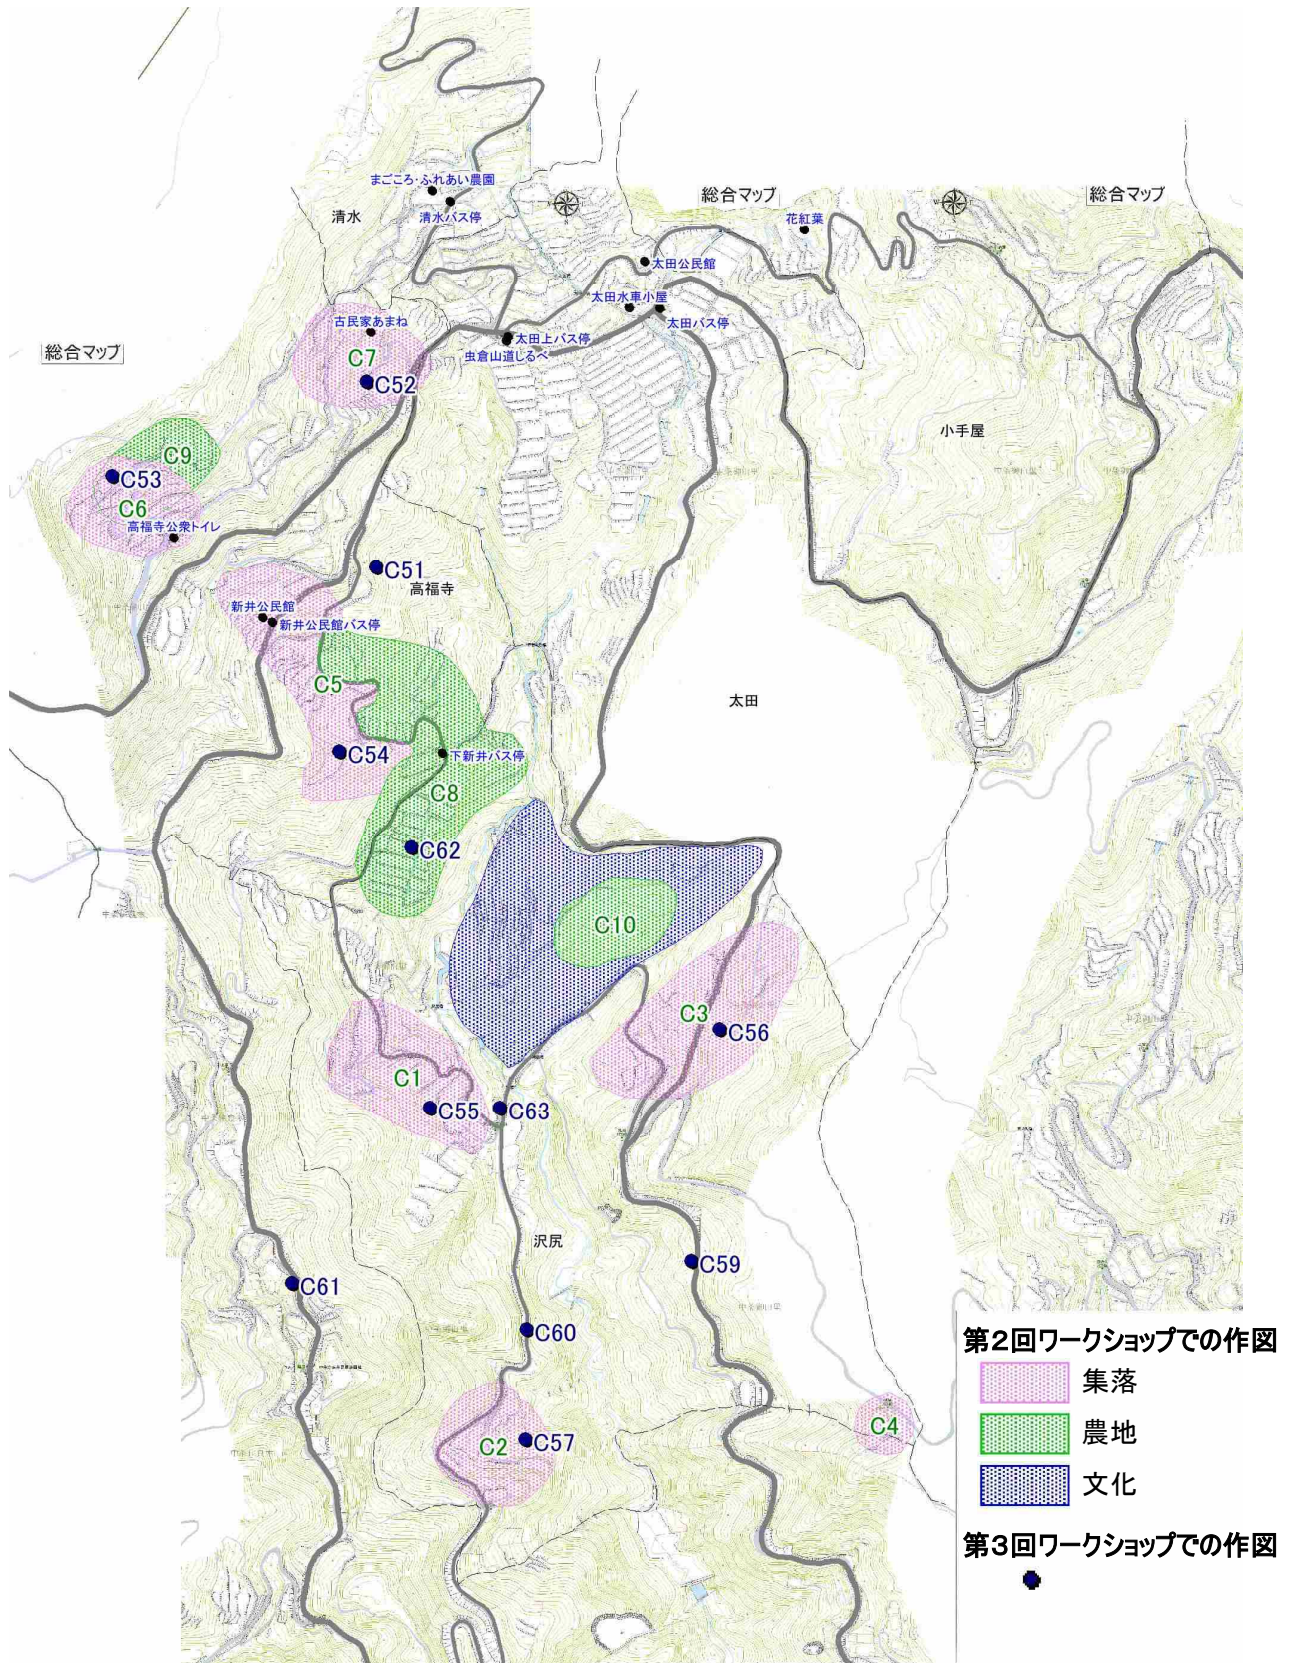 まごころ・ふれあい農園
清水
清水バス停
総合マップ
総合マップ
花紅葉
太田公民館
太田水車小屋
太田バス停
古民家あまね
太田上バス停
虫倉山道しるべ
総合マップ
C7
C52
小手屋
C9
C53
C6
高福寺公衆トイレ
C51
高福寺
新井公民館
新井公民館バス停
C5
太田
C54
下新井バス停
C8
C62
C10
C3
C56
C1
C55
C63
沢尻
C59
C61
C60
C2
C57
C4
第2回ワークショップでの作図
集落
農地
文化
第3回ワークショップでの作図